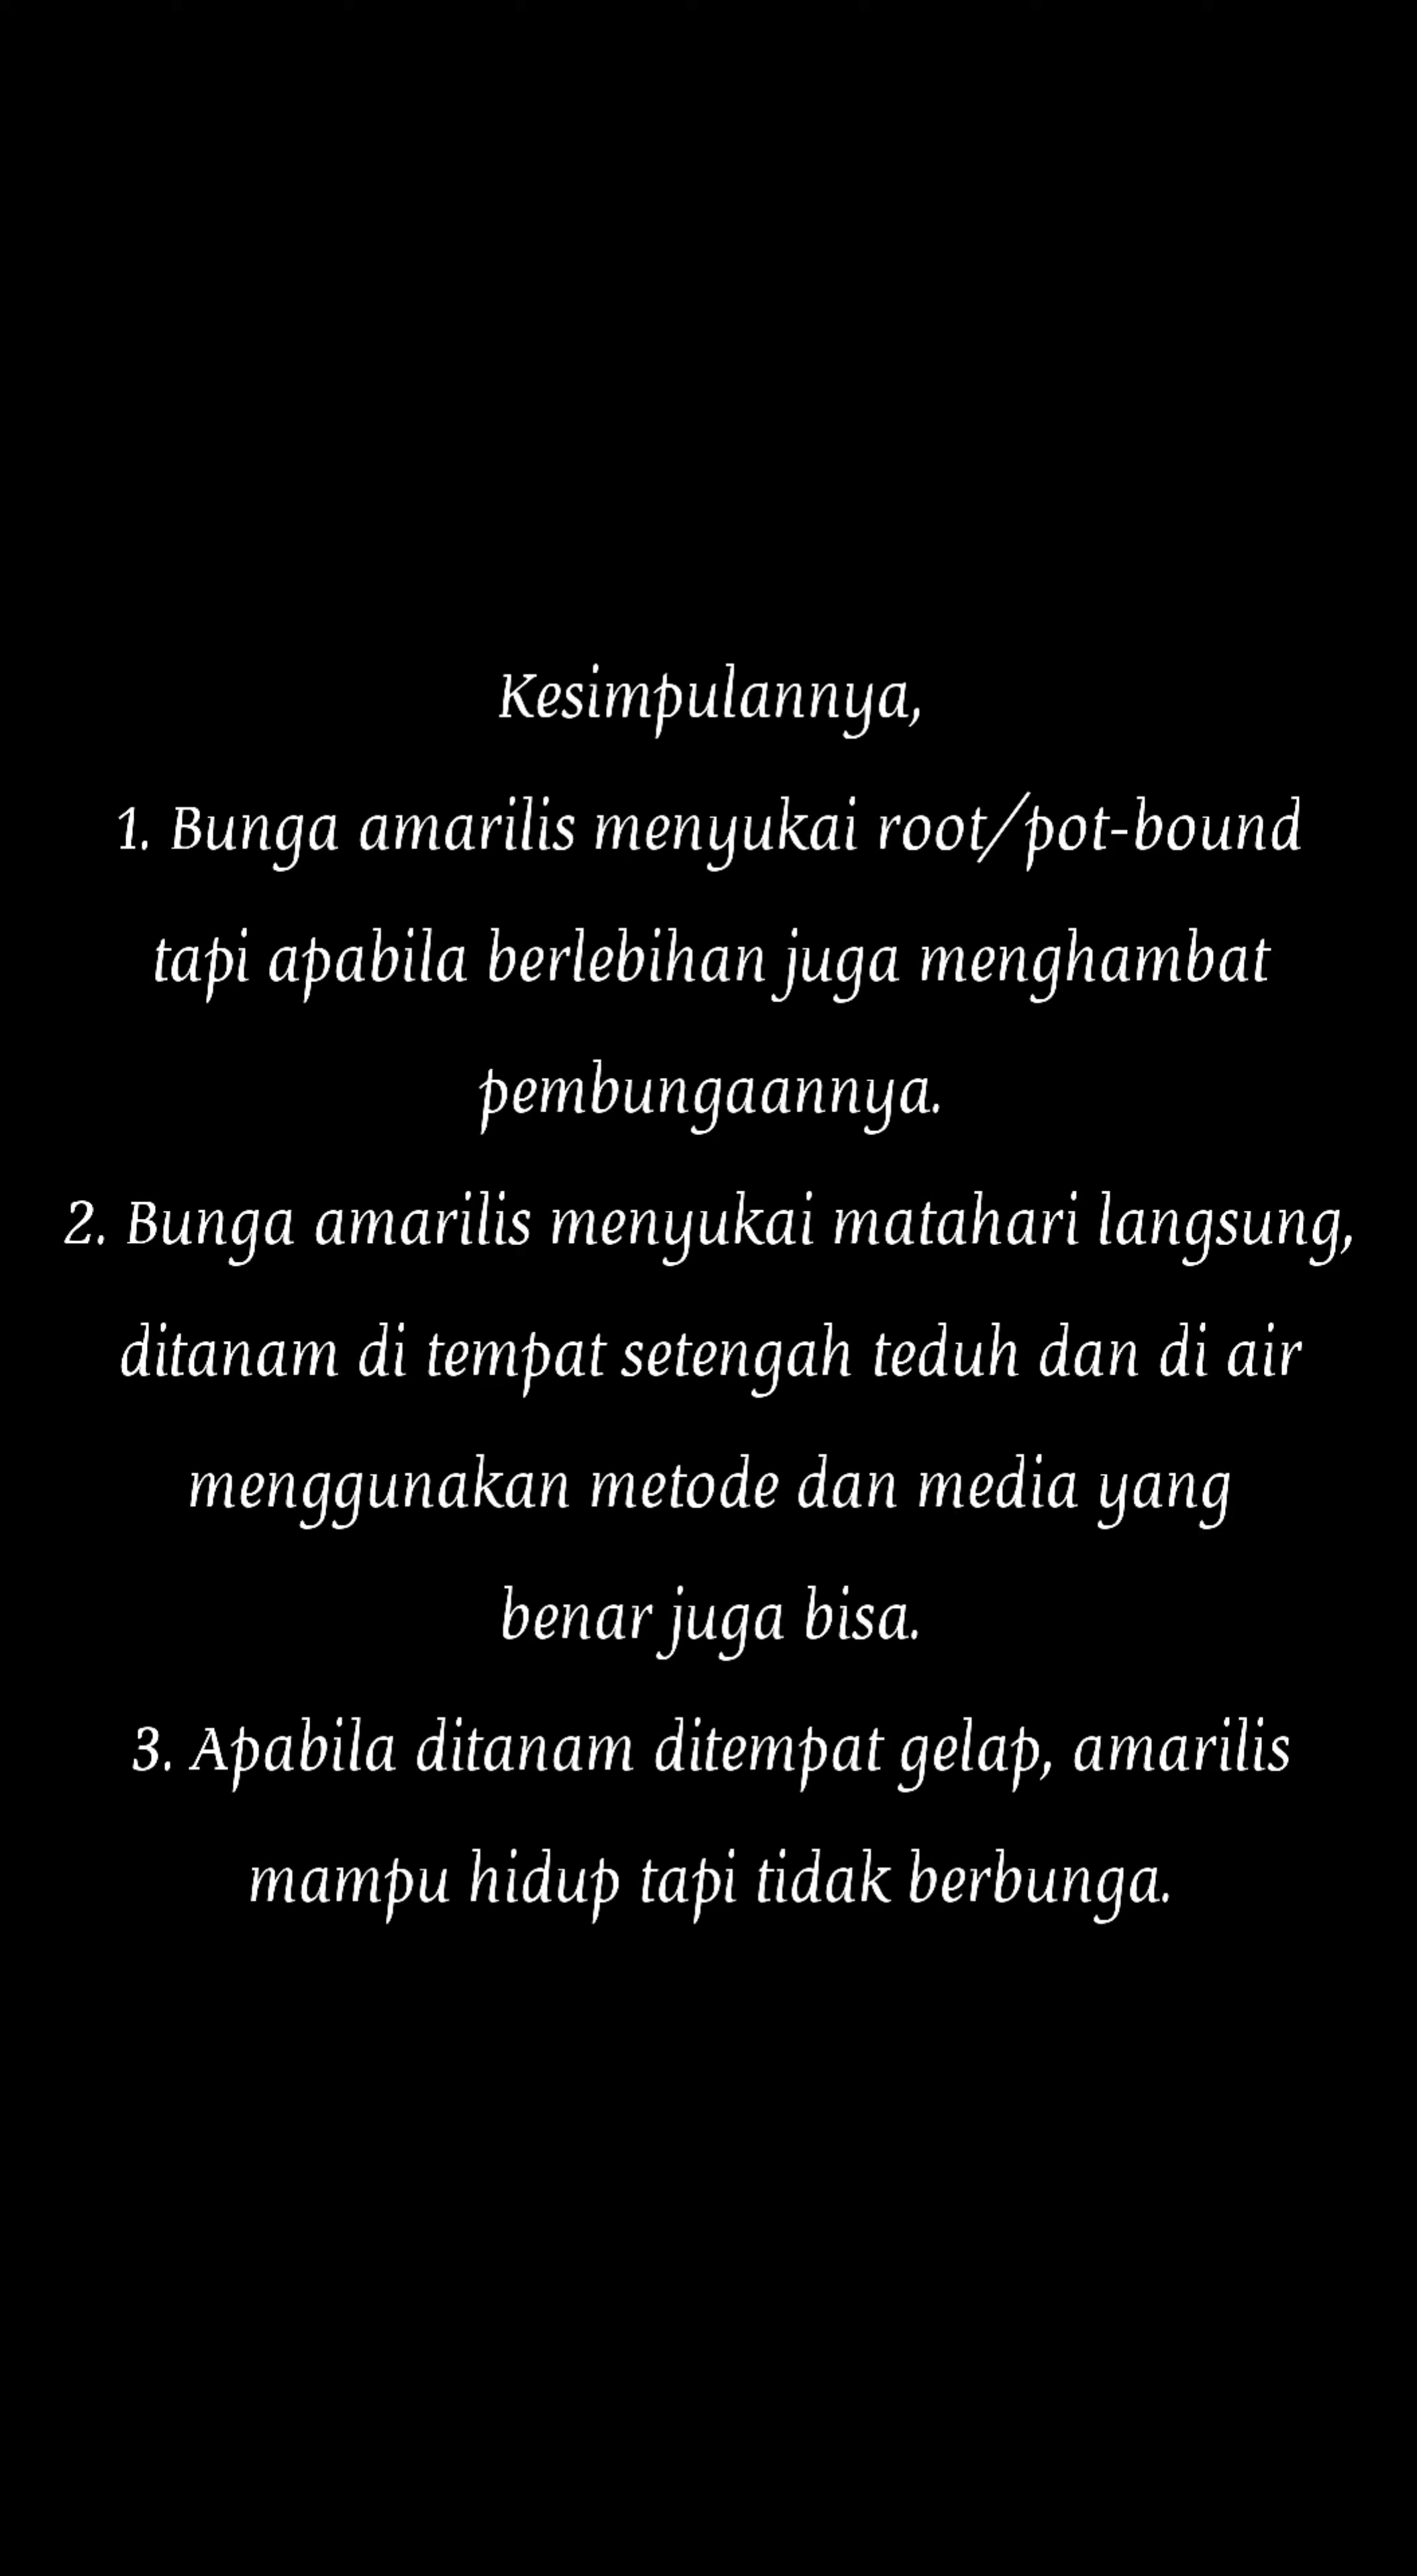 Kesimpulannya,
1. Bunga amarilis menyukai root/pot-bound
tapi apabila berlebihan juga menghambat
pembungaannya.
2. Bunga amarilis menyukai matahari langsung,
ditanam di tempat setengah teduh dan di air
menggunakan metode dan media yang
benar juga bisa.
3. Apabila ditanam ditempat gelap, amarilis
mampu hidup tapi tidak berbunga.